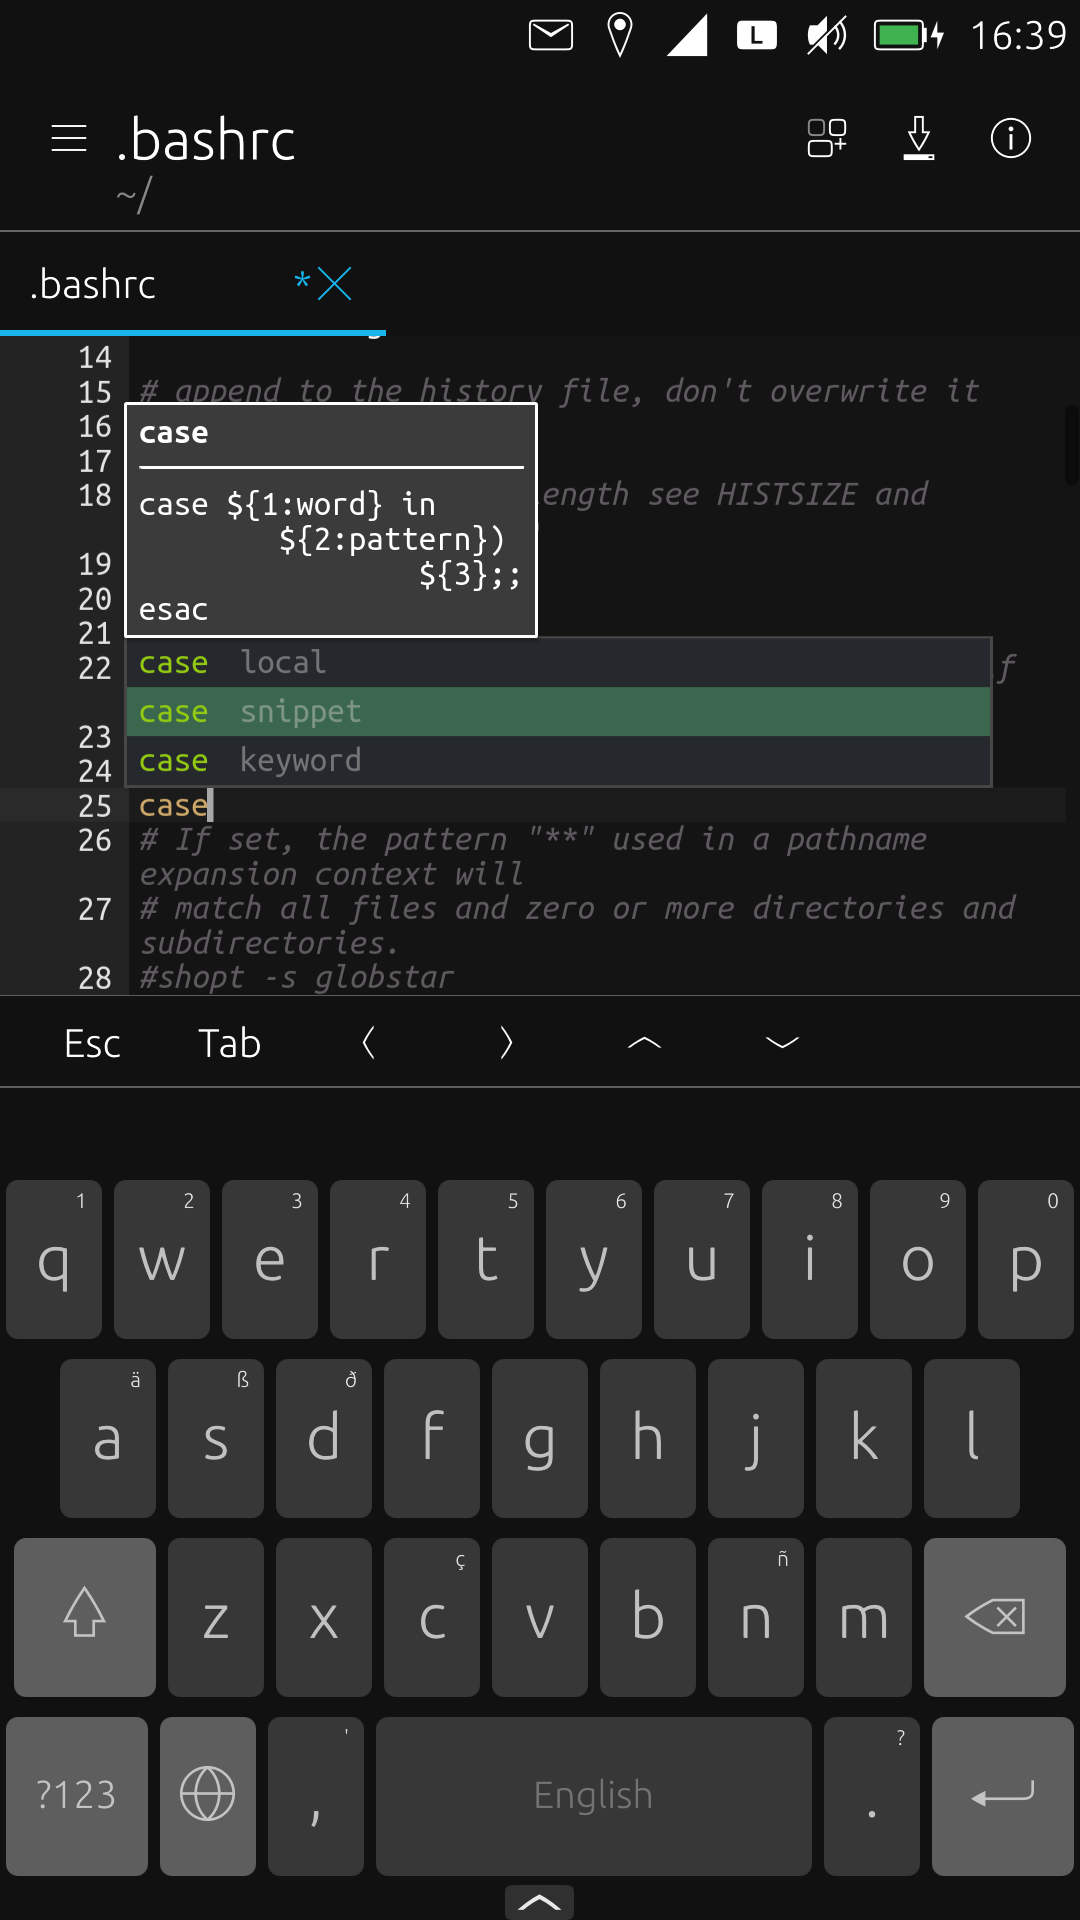 L
16:39
.bashrc
~/
.bashrc *
14
15 # append to the history file, don't overwrite it
16
17
18 ength see HISTSIZE and
19
20
21
22 f
23
24
case
case ${1:word} in
${2:pattern})
${3};;
esac
case local
case snippet
case keyword
25 case
26 # If set, the pattern "**" used in a pathname
expansion context will
27 # match all files and zero or more directories and
subdirectories.
28 #shopt -s globstar
Esc Tab
1 2 3 4 5 6 7 8 9 0
q w e r t y u i o p
ä ß ð
a s d f g h j k l
ç ñ
z x c v b n m
' ?
?123 , English .